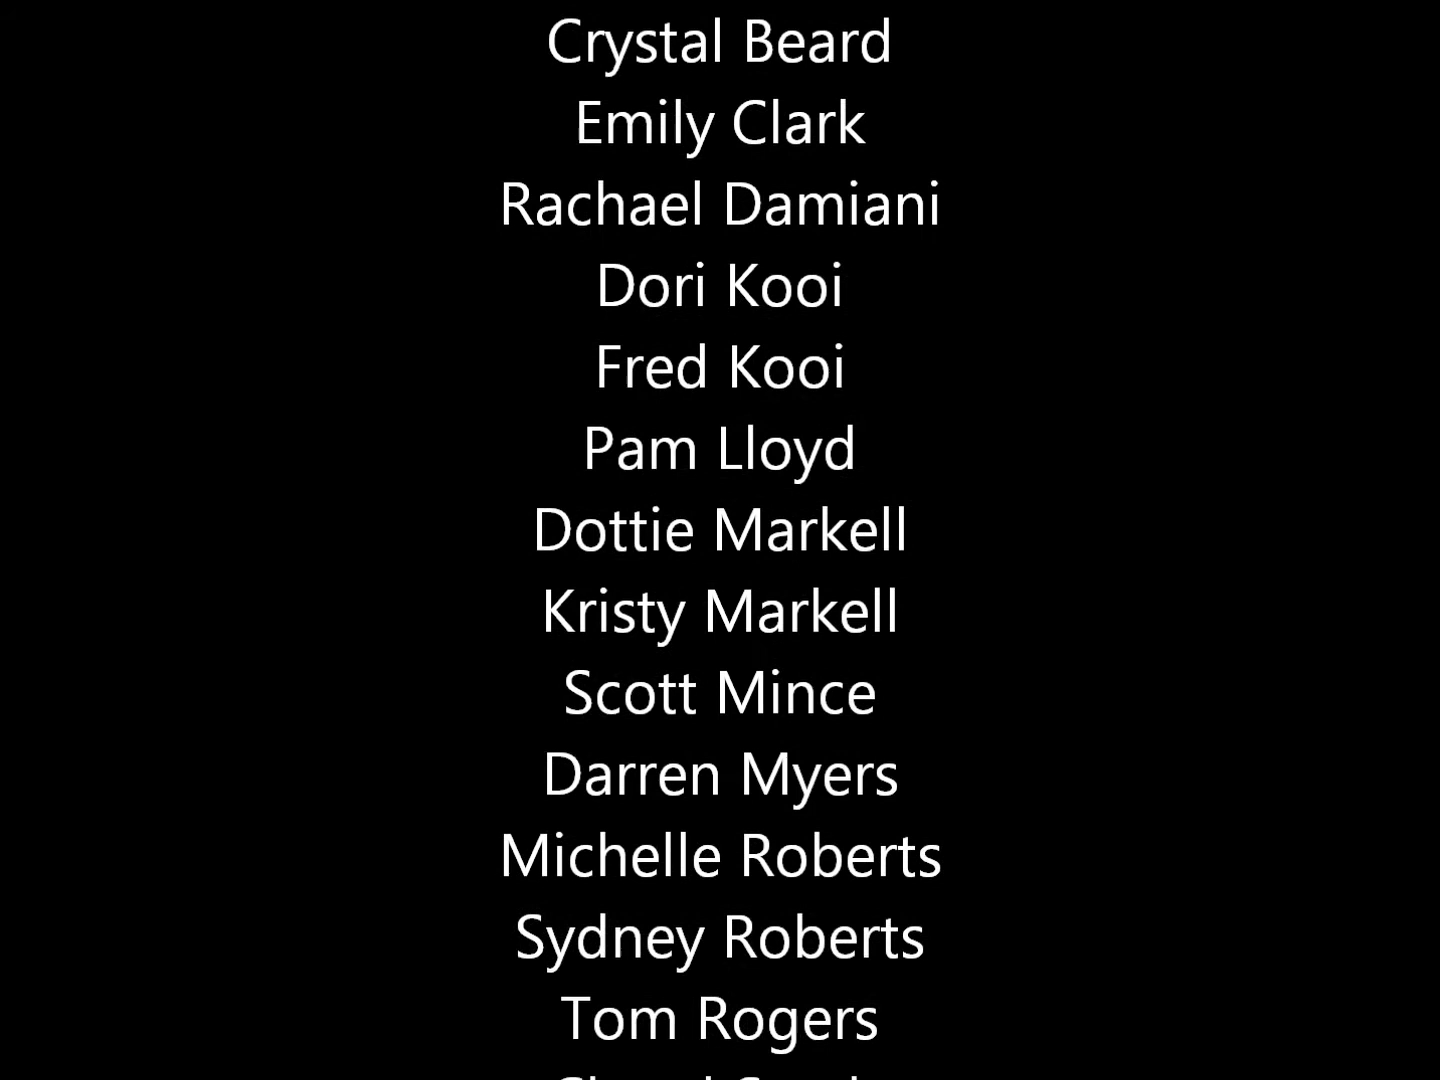 Crystal Beard
Emily Clark
Rachael Damiani
Dori Kooi
Fred Kooi
Pam Lloyd
Dottie Markell
Kristy Markell
Scott Mince
Darren Myers
Michelle Roberts
Sydney Roberts
Tom Rogers